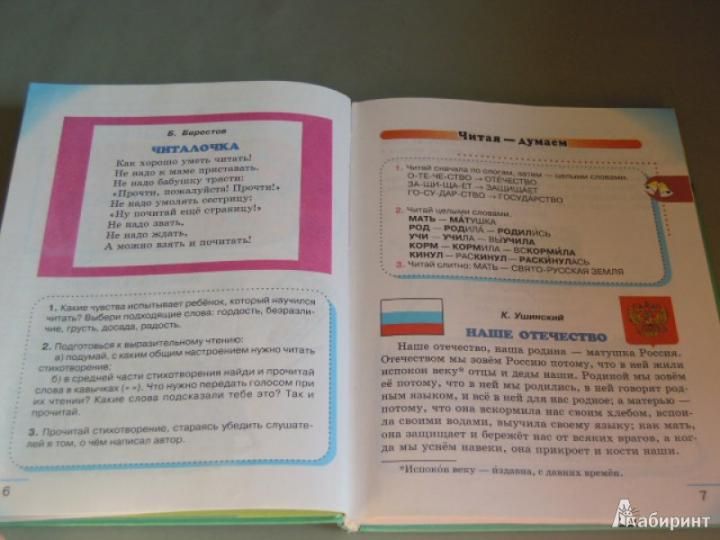 Б. Берестов
ЧИТАЛОЧКА
Как хорошо уметь читать!
Не надо к маме приставать.
Не надо бабушку трясти:
«Прочти, пожалуйста! Прочти!»
Не надо умолять сестрицу:
«Ну почитай ещё страницу!»
Не надо звать,
Не надо ждать,
А можно взять и почитать!
1. Какие чувства испытывает ребёнок, который научился
читать? Выбери подходящие слова: гордость, безразли-
чие, грусть, досада, радость.
2. Подготовься к выразительному чтению:
а) подумай, с каким общим настроением нужно читать
стихотворение;
б) в средней части стихотворения найди и прочитай
слова в кавычках (« »). Что нужно передать голосом при
их чтении? Какие слова подсказали тебе это? Так и
прочитай.
3. Прочитай стихотворение, стараясь убедить слушате-
лей в том, о чём написал автор.
6
Читая — думаем
1. Читай сначала по слогам, затем — целыми словами.
О-ТЕ-ЧЕ-СТВО → ОТЕЧЕСТВО
ЗА-ЩИ-ЩА-ЕТ → ЗАЩИЩАЕТ
ГО-СУ-ДАР-СТВО → ГОСУДАРСТВО
2. Читай целыми словами.
МАТЬ — МАТУШКА
РОД — РОДИЛА — РОДИЛИСЬ
УЧИ — УЧИЛА — ВЫУЧИЛА
КОРМ — КОРМИЛА — ВСКОРМИЛА
КИНУЛ — РАСКИНУЛ — РАСКИНУЛАСЬ
3. Читай слитно: МАТЬ — СВЯТО-РУССКАЯ ЗЕМЛЯ
К. Ушинский
НАШЕ ОТЕЧЕСТВО
Наше отечество, наша родина — матушка Россия.
Отечеством мы зовём Россию потому, что в ней жили
испокон веку* отцы и деды наши. Родиной мы зовём
её потому, что в ней мы родились, в ней говорят род-
ным языком, и всё в ней для нас родное; а матерью —
потому, что она вскормила нас своим хлебом, вспои-
ла своими водами, выучила своему языку; как мать,
она защищает и бережёт нас от всяких врагов, а ког-
да мы уснём навеки, она прикроет и кости наши.
*Испокон веку — издавна, с давних времён.
7
Лабиринт